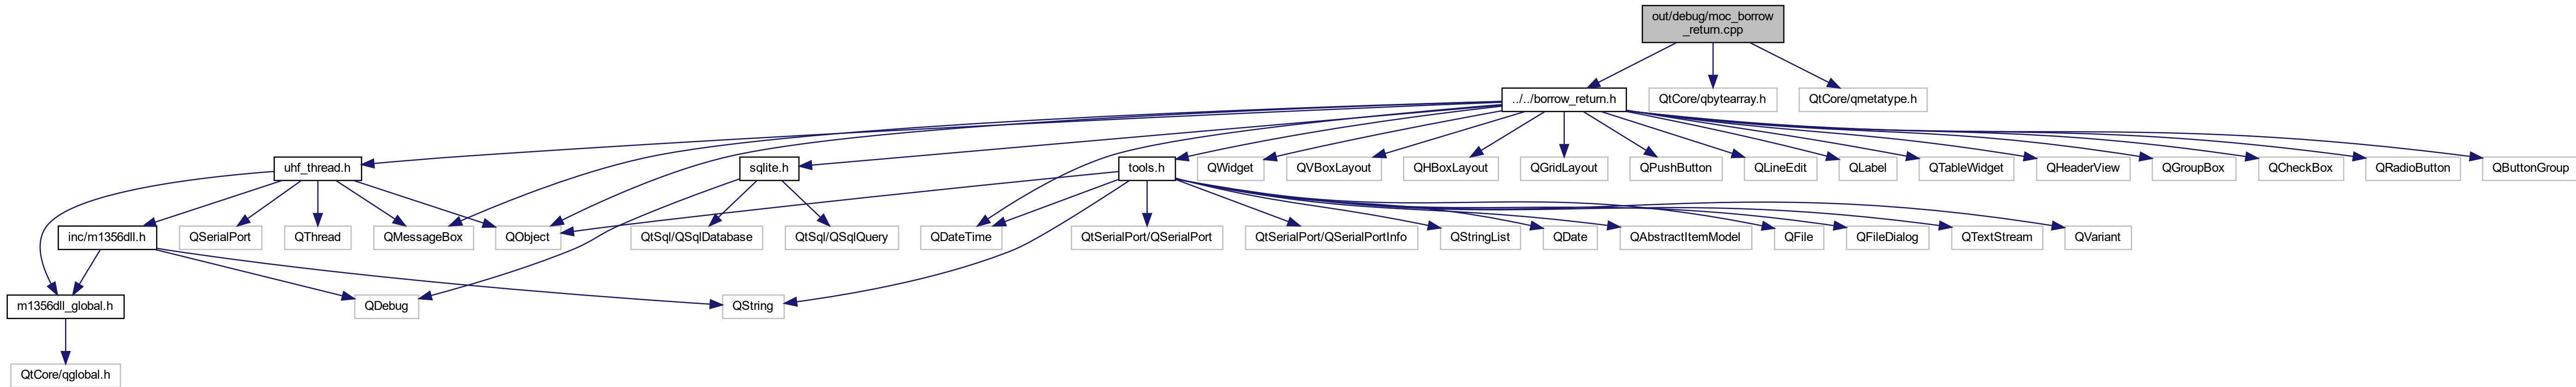 out/debug/moc_borrow
_return.cpp
../../borrow_return.h
QtCore/qbytearray.h
QtCore/qmetatype.h
uhf_thread.h
sqlite.h
tools.h
QWidget
QVBoxLayout
QHBoxLayout
QGridLayout
QPushButton
QLineEdit
QLabel
QTableWidget
QHeaderView
QGroupBox
QCheckBox
QRadioButton
QButtonGroup
inc/m1356dll.h
QSerialPort
QThread
QMessageBox
QObject
QtSql/QSqlDatabase
QtSql/QSqlQuery
QDateTime
QtSerialPort/QSerialPort
QtSerialPort/QSerialPortInfo
QStringList
QDate
QAbstractItemModel
QFile
QFileDialog
QTextStream
QVariant
m1356dll_global.h
QDebug
QString
QtCore/qglobal.h